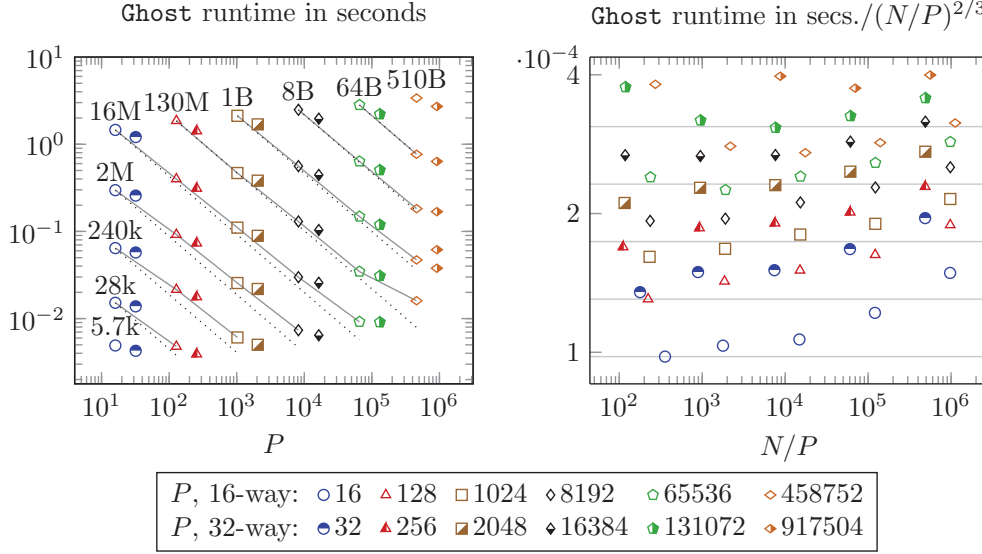 Ghost runtime in seconds
10^1
10^0
10^{-1}
10^{-2}
16M
130M
1B
8B
64B
510B
2M
240k
28k
5.7k
10^1 10^2 10^3 10^4 10^5 10^6
P
Ghost runtime in secs./(N/P)^{2/3}
·10^{-4}
4
2
1
10^2 10^3 10^4 10^5 10^6
N/P
P, 16-way: 16 128 1024 8192 65536 458752
P, 32-way: 32 256 2048 16384 131072 917504